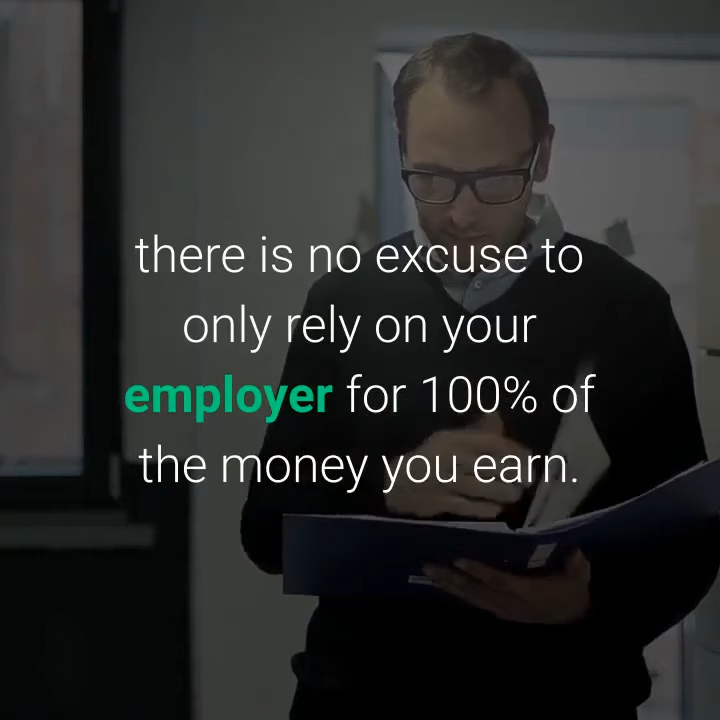 there is no excuse to
only rely on your
employer for 100% of
the money you earn.